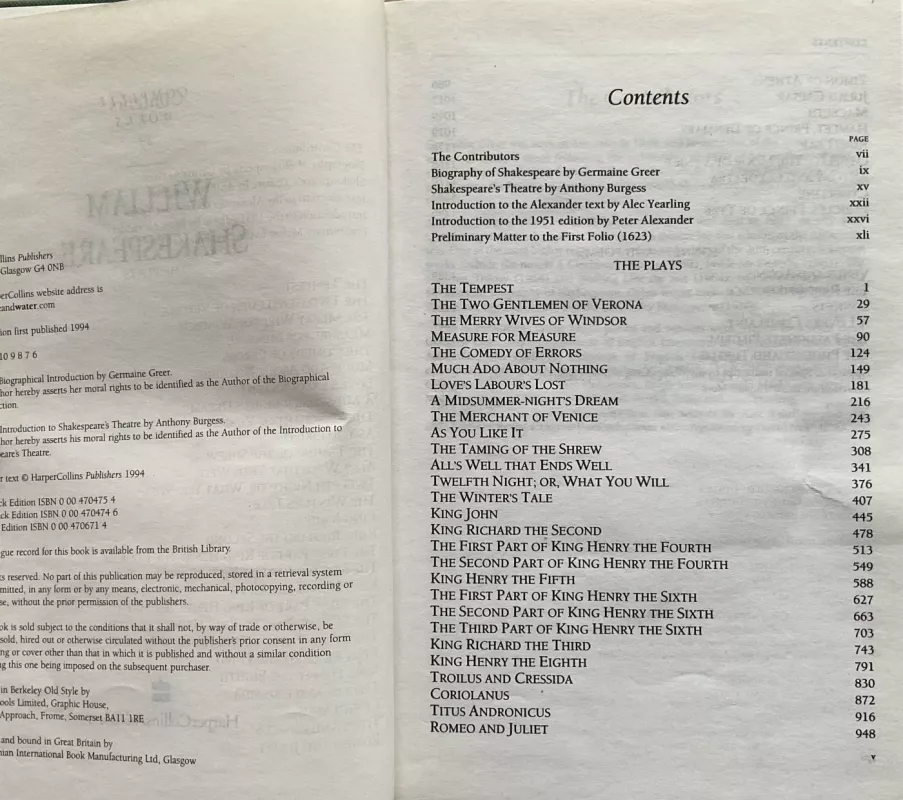 llins Publishers
Glasgow G4 0NB
erCollins website address is
eandwater.com
ion first published 1994
10 9 8 7 6
Biographical Introduction by Germaine Greer.
hor hereby asserts her moral rights to be identified as the Author of the Biographical
ction.
Introduction to Shakespeare's Theatre by Anthony Burgess.
hor hereby asserts his moral rights to be identified as the Author of the Introduction to
eare's Theatre.
r text © HarperCollins Publishers 1994
ck Edition ISBN 0 00 470475 4
ck Edition ISBN 0 00 470474 6
Edition ISBN 0 00 470671 4
gue record for this book is available from the British Library.
ts reserved. No part of this publication may be reproduced, stored in a retrieval system
mitted, in any form or by any means, electronic, mechanical, photocopying, recording or
se, without the prior permission of the publishers.
ok is sold subject to the conditions that it shall not, by way of trade or otherwise, be
sold, hired out or otherwise circulated without the publisher's prior consent in any form
ng or cover other than that in which it is published and without a similar condition
g this one being imposed on the subsequent purchaser.
in Berkeley Old Style by
ools Limited, Graphic House,
Approach, Frome, Somerset BA11 1RE
and bound in Great Britain by
nian International Book Manufacturing Ltd, Glasgow
Contents
PAGE
The Contributors vii
Biography of Shakespeare by Germaine Greer ix
Shakespeare's Theatre by Anthony Burgess xv
Introduction to the Alexander text by Alec Yearling xxii
Introduction to the 1951 edition by Peter Alexander xxvi
Preliminary Matter to the First Folio (1623) xli
THE PLAYS
THE TEMPEST 1
THE TWO GENTLEMEN OF VERONA 29
THE MERRY WIVES OF WINDSOR 57
MEASURE FOR MEASURE 90
THE COMEDY OF ERRORS 124
MUCH ADO ABOUT NOTHING 149
LOVE'S LABOUR'S LOST 181
A MIDSUMMER-NIGHT'S DREAM 216
THE MERCHANT OF VENICE 243
AS YOU LIKE IT 275
THE TAMING OF THE SHREW 308
ALL'S WELL THAT ENDS WELL 341
TWELFTH NIGHT; OR, WHAT YOU WILL 376
THE WINTER'S TALE 407
KING JOHN 445
KING RICHARD THE SECOND 478
THE FIRST PART OF KING HENRY THE FOURTH 513
THE SECOND PART OF KING HENRY THE FOURTH 549
KING HENRY THE FIFTH 588
THE FIRST PART OF KING HENRY THE SIXTH 627
THE SECOND PART OF KING HENRY THE SIXTH 663
THE THIRD PART OF KING HENRY THE SIXTH 703
KING RICHARD THE THIRD 743
KING HENRY THE EIGHTH 791
TROILUS AND CRESSIDA 830
CORIOLANUS 872
TITUS ANDRONICUS 916
ROMEO AND JULIET 948
v